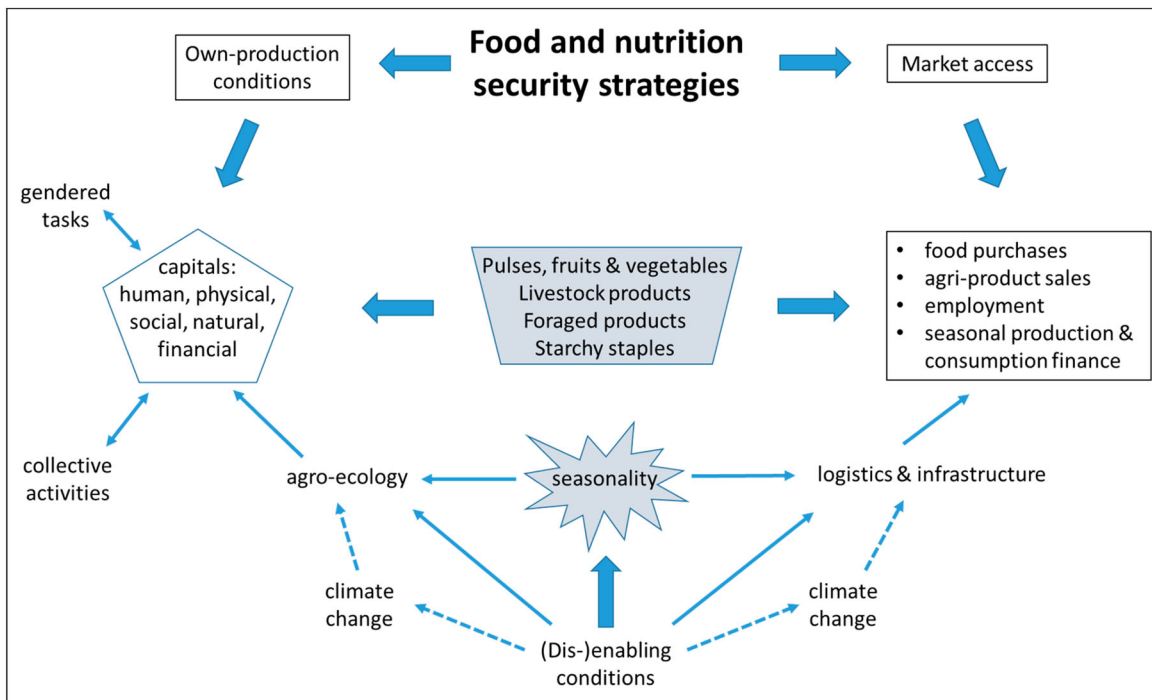 Food and nutrition
security strategies
Own-production
conditions
Market access
gendered
tasks
capitals:
human, physical,
social, natural,
financial
Pulses, fruits & vegetables
Livestock products
Foraged products
Starchy staples
• food purchases
• agri-product sales
• employment
• seasonal production &
consumption finance
collective
activities
agro-ecology
seasonality
logistics & infrastructure
climate
change
climate
change
(Dis-)enabling
conditions